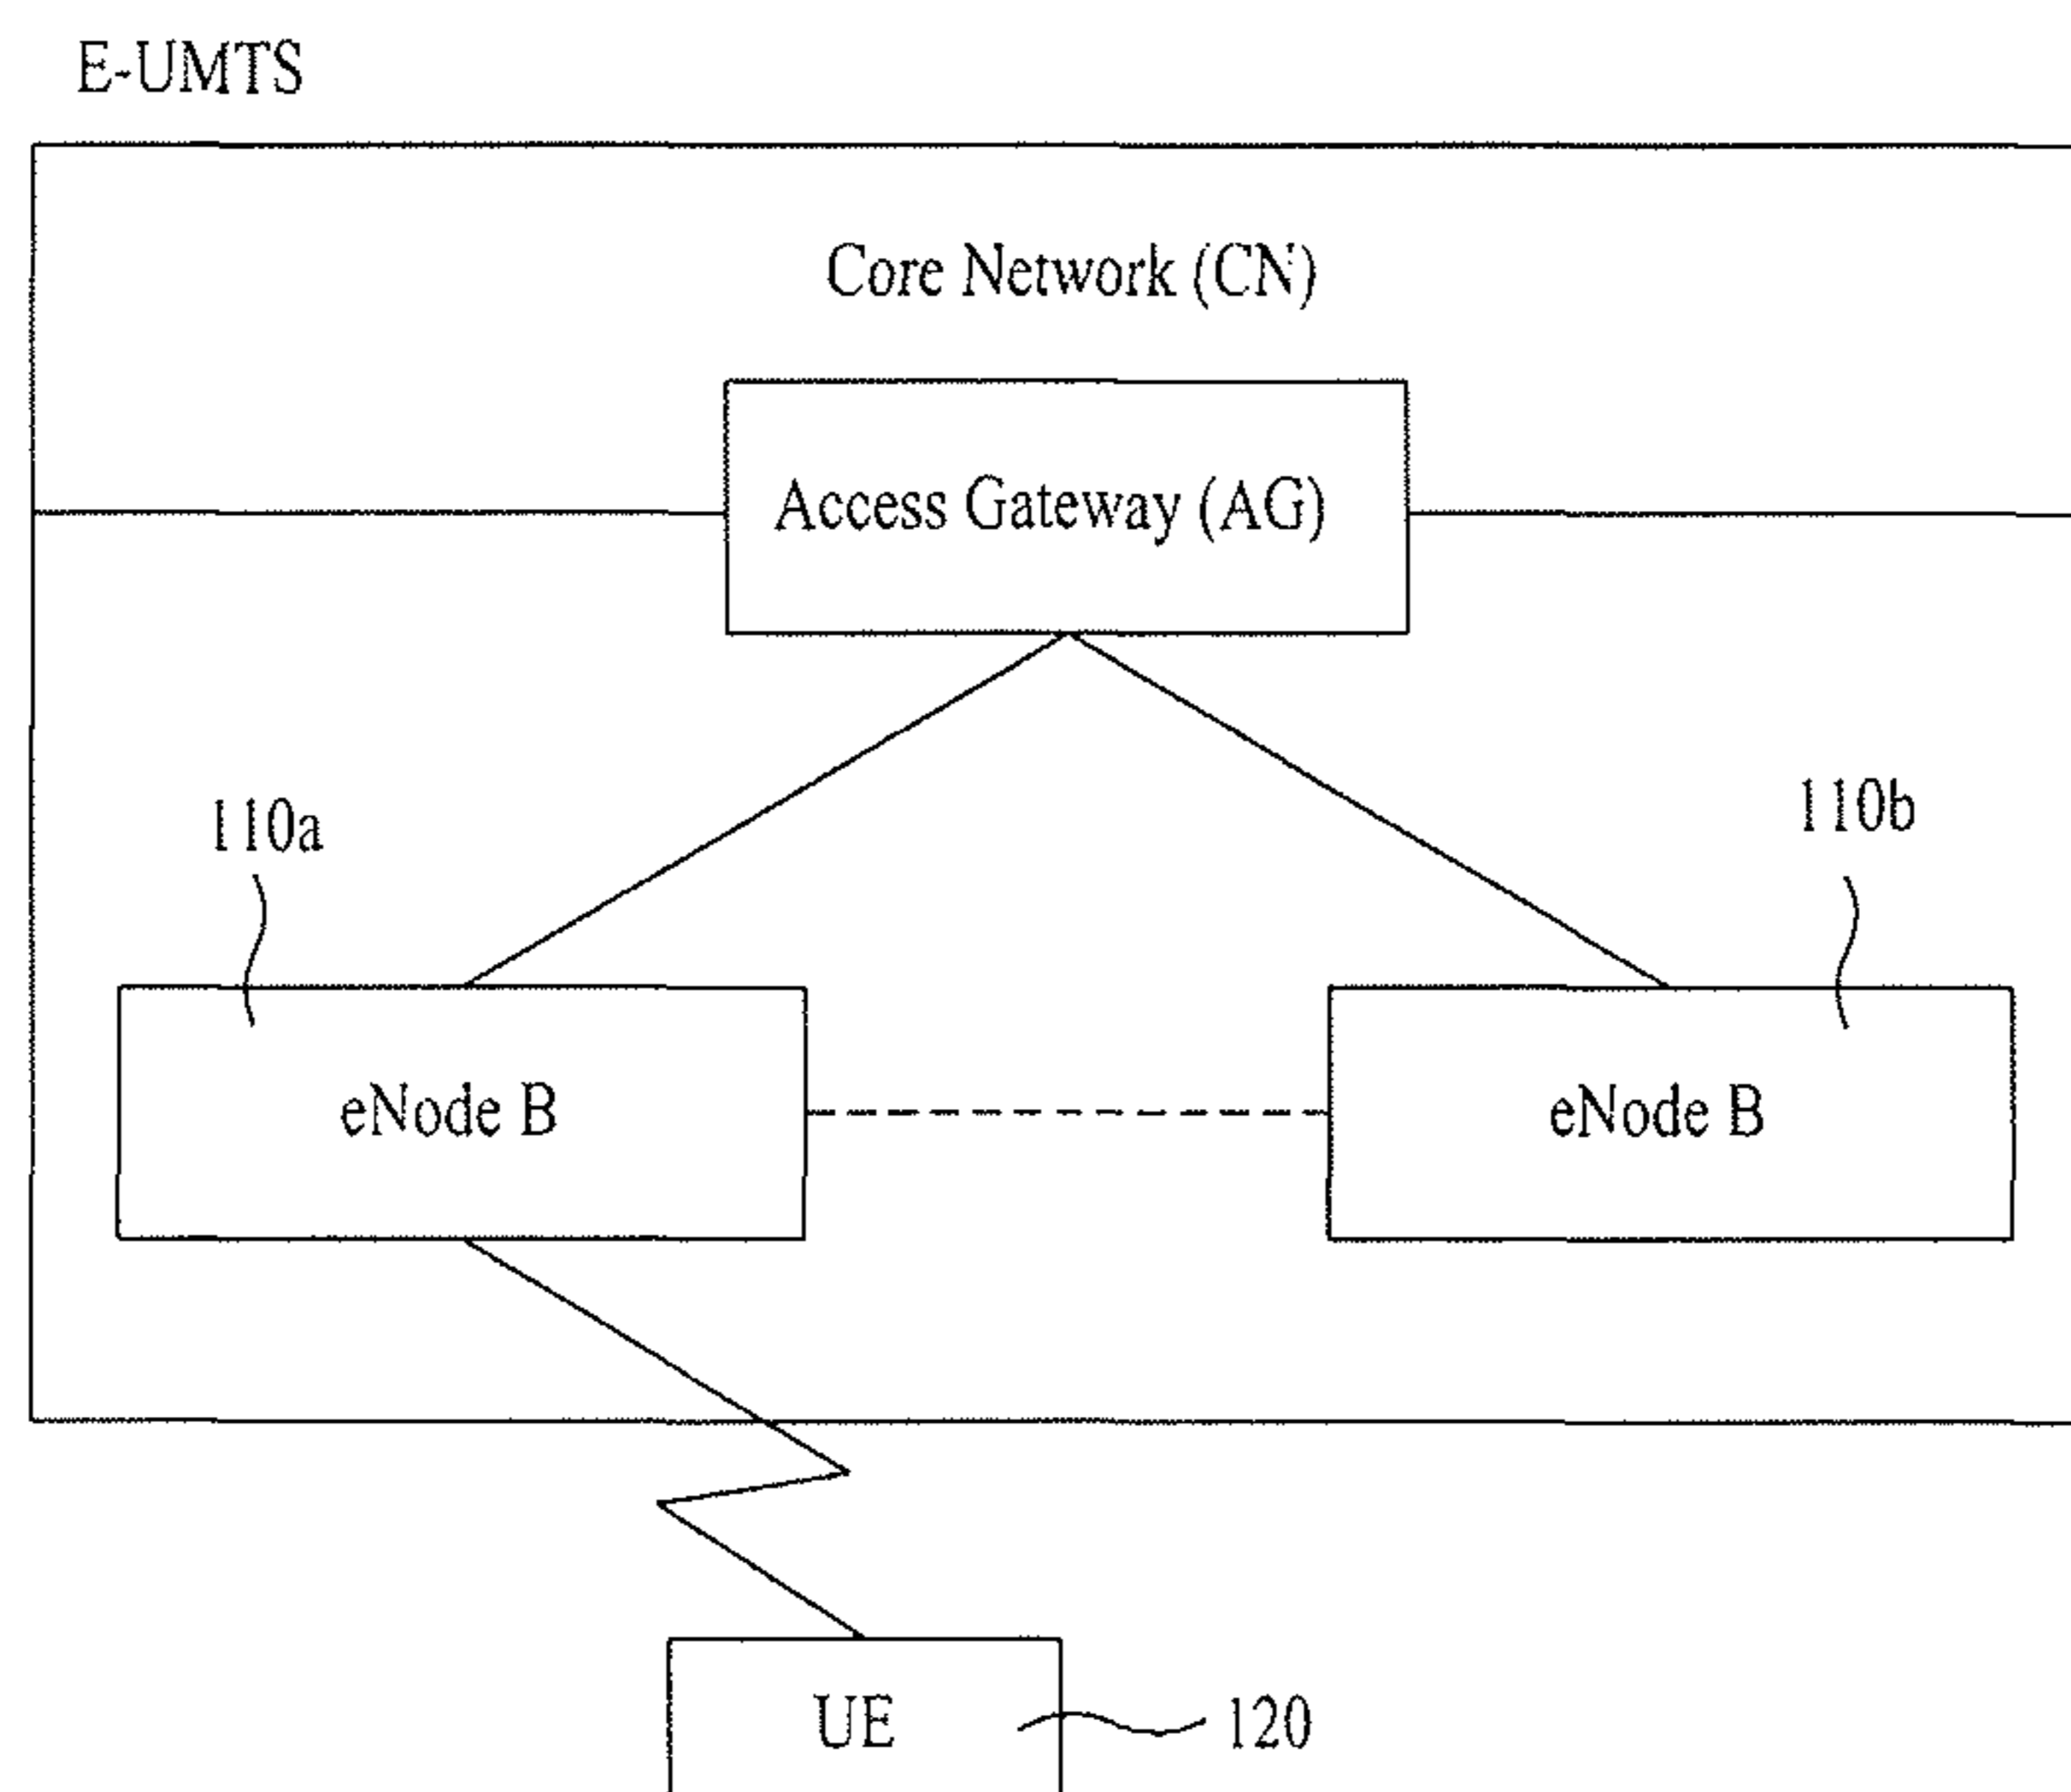 E-UMTS
Core Network (CN)
Access Gateway (AG)
110a
110b
eNode B
eNode B
UE
120